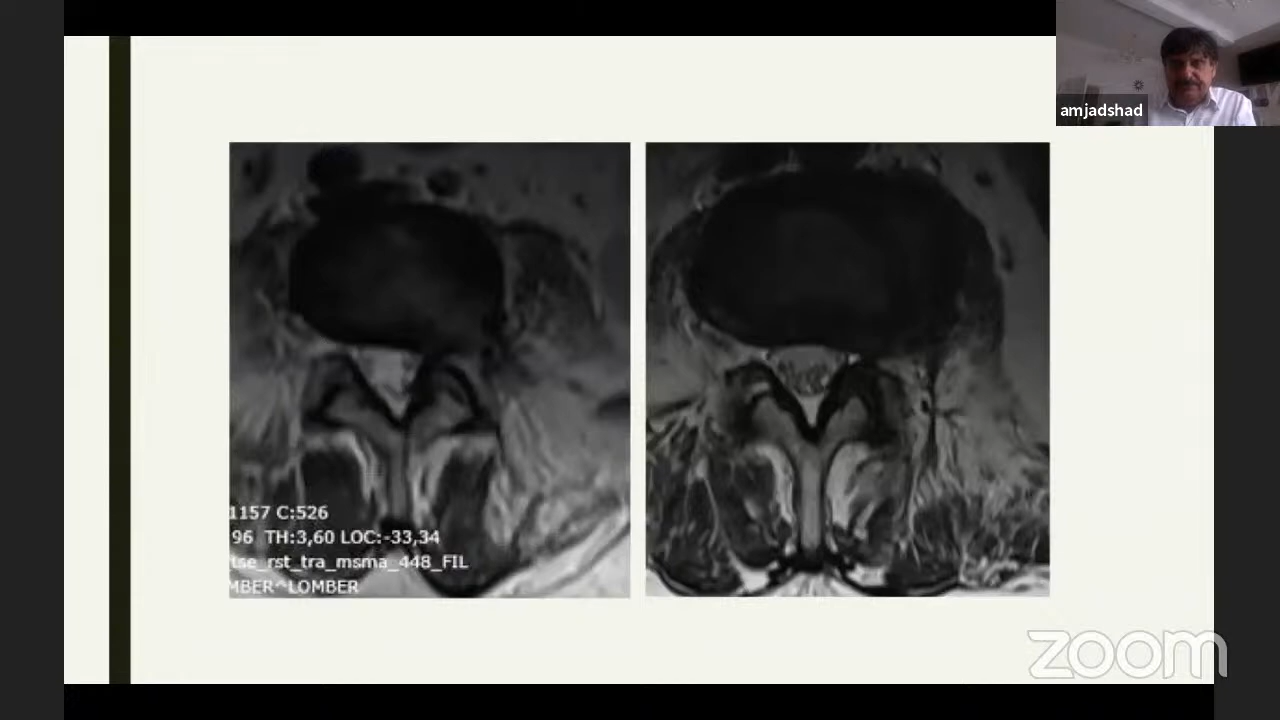 amjadshad
1157 C:526
96 TH:3,60 LOC:-33,34
tse_rst_tra_msma_448_FIL
MBER^LOMBER
zoom